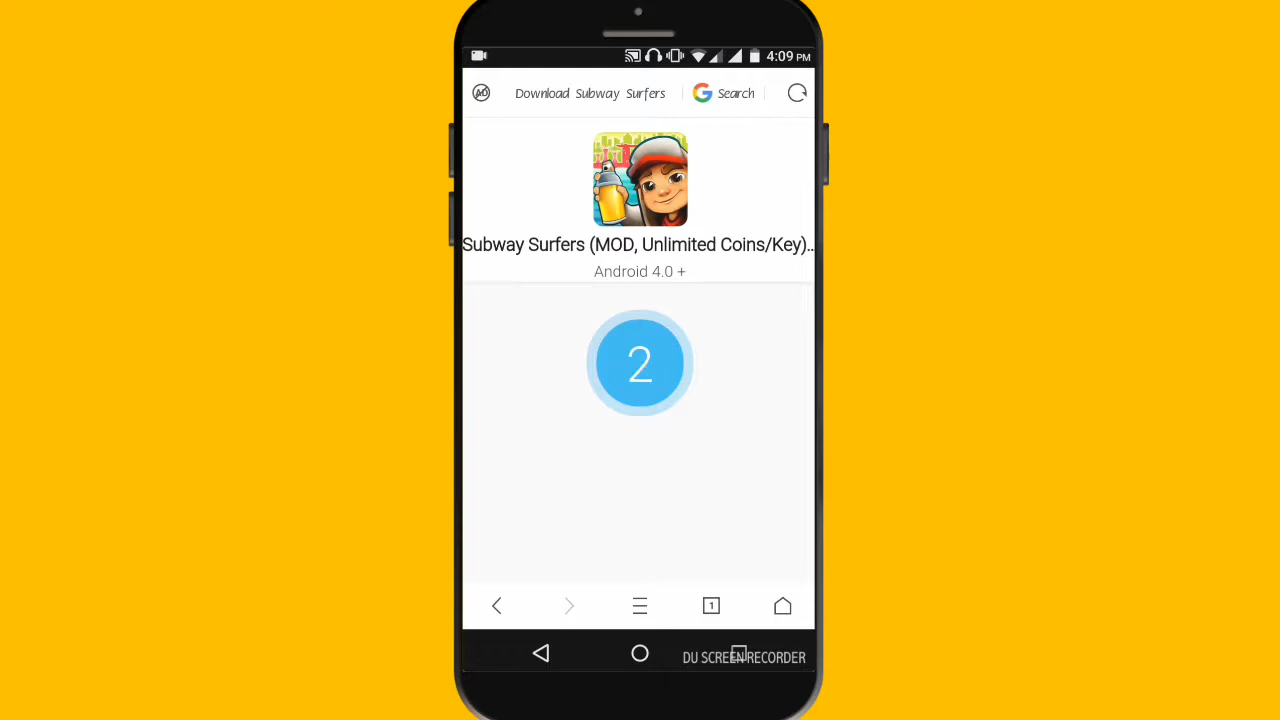 4:09 PM
AD
Download Subway Surfers
Search
Subway Surfers (MOD, Unlimited Coins/Key)..
Android 4.0 +
2
1
DU SCREEN RECORDER